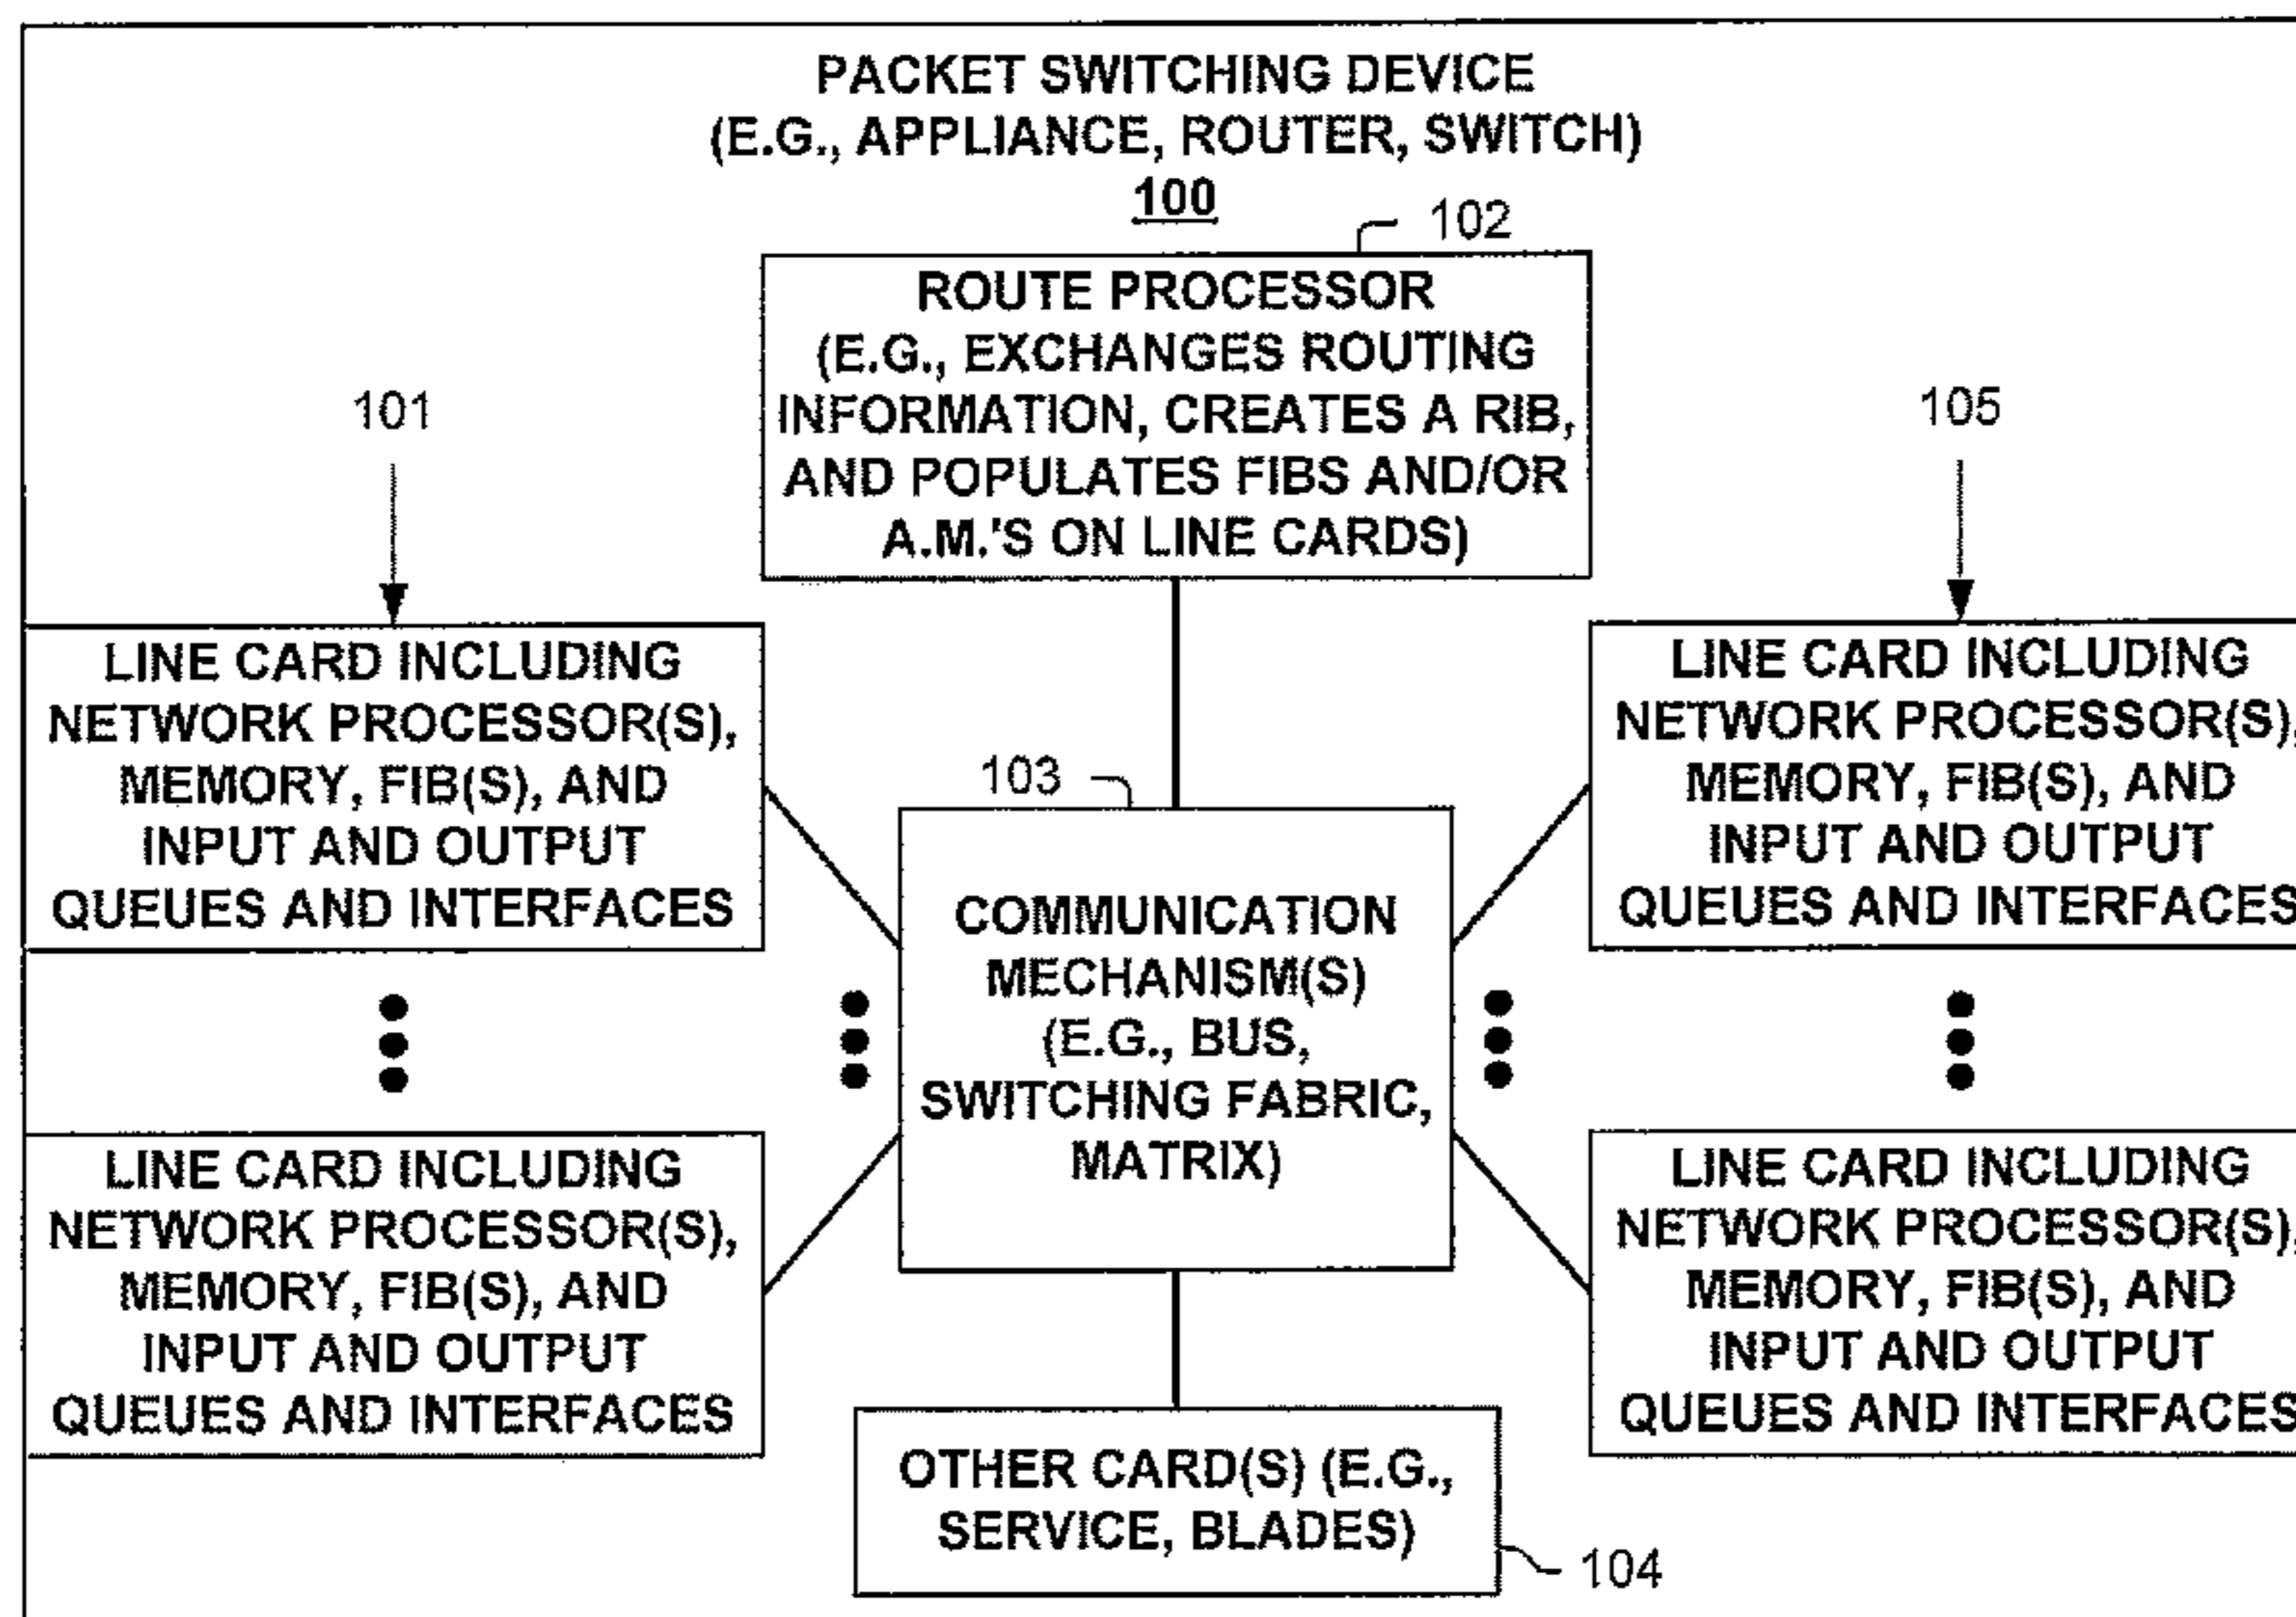 PACKET SWITCHING DEVICE
(E.G., APPLIANCE, ROUTER, SWITCH)
100
102
ROUTE PROCESSOR
(E.G., EXCHANGES ROUTING
INFORMATION, CREATES A RIB,
AND POPULATES FIBS AND/OR
A.M.'S ON LINE CARDS)
101
105
LINE CARD INCLUDING
NETWORK PROCESSOR(S),
MEMORY, FIB(S), AND
INPUT AND OUTPUT
QUEUES AND INTERFACES
LINE CARD INCLUDING
NETWORK PROCESSOR(S),
MEMORY, FIB(S), AND
INPUT AND OUTPUT
QUEUES AND INTERFACES
103
COMMUNICATION
MECHANISM(S)
(E.G., BUS,
SWITCHING FABRIC,
MATRIX)
LINE CARD INCLUDING
NETWORK PROCESSOR(S),
MEMORY, FIB(S), AND
INPUT AND OUTPUT
QUEUES AND INTERFACES
LINE CARD INCLUDING
NETWORK PROCESSOR(S),
MEMORY, FIB(S), AND
INPUT AND OUTPUT
QUEUES AND INTERFACES
OTHER CARD(S) (E.G.,
SERVICE, BLADES)
104